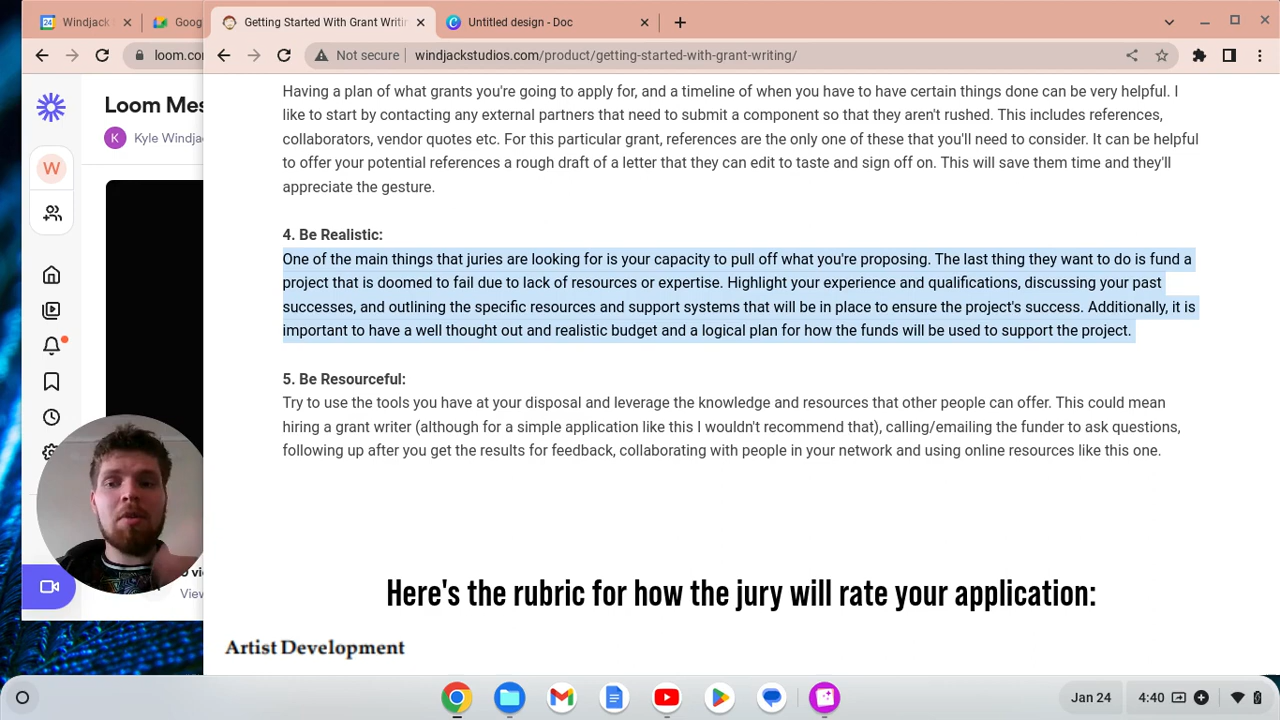 Windjack
Goog
Getting Started With Grant Writin
Untitled design - Doc
loom.co
Not secure
windjackstudios.com/product/getting-started-with-grant-writing/
Loom Mes
K
Kyle Windja
W
Having a plan of what grants you're going to apply for, and a timeline of when you have to have certain things done can be very helpful. I
like to start by contacting any external partners that need to submit a component so that they aren't rushed. This includes references,
collaborators, vendor quotes etc. For this particular grant, references are the only one of these that you'll need to consider. It can be helpful
to offer your potential references a rough draft of a letter that they can edit to taste and sign off on. This will save them time and they'll
appreciate the gesture.
4. Be Realistic:
One of the main things that juries are looking for is your capacity to pull off what you're proposing. The last thing they want to do is fund a
project that is doomed to fail due to lack of resources or expertise. Highlight your experience and qualifications, discussing your past
successes, and outlining the specific resources and support systems that will be in place to ensure the project's success. Additionally, it is
important to have a well thought out and realistic budget and a logical plan for how the funds will be used to support the project.
5. Be Resourceful:
Try to use the tools you have at your disposal and leverage the knowledge and resources that other people can offer. This could mean
hiring a grant writer (although for a simple application like this I wouldn't recommend that), calling/emailing the funder to ask questions,
following up after you get the results for feedback, collaborating with people in your network and using online resources like this one.
Here's the rubric for how the jury will rate your application:
Artist Development
Jan 24
4:40